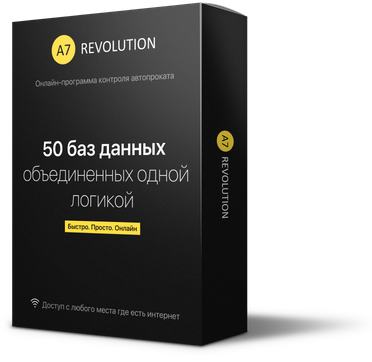 A7 REVOLUTION
Онлайн-программа контроля автопроката
50 баз данных
объединенных одной
логикой
Быстро. Просто. Онлайн
Доступ с любого места где есть интернет
A7 REVOLUTION